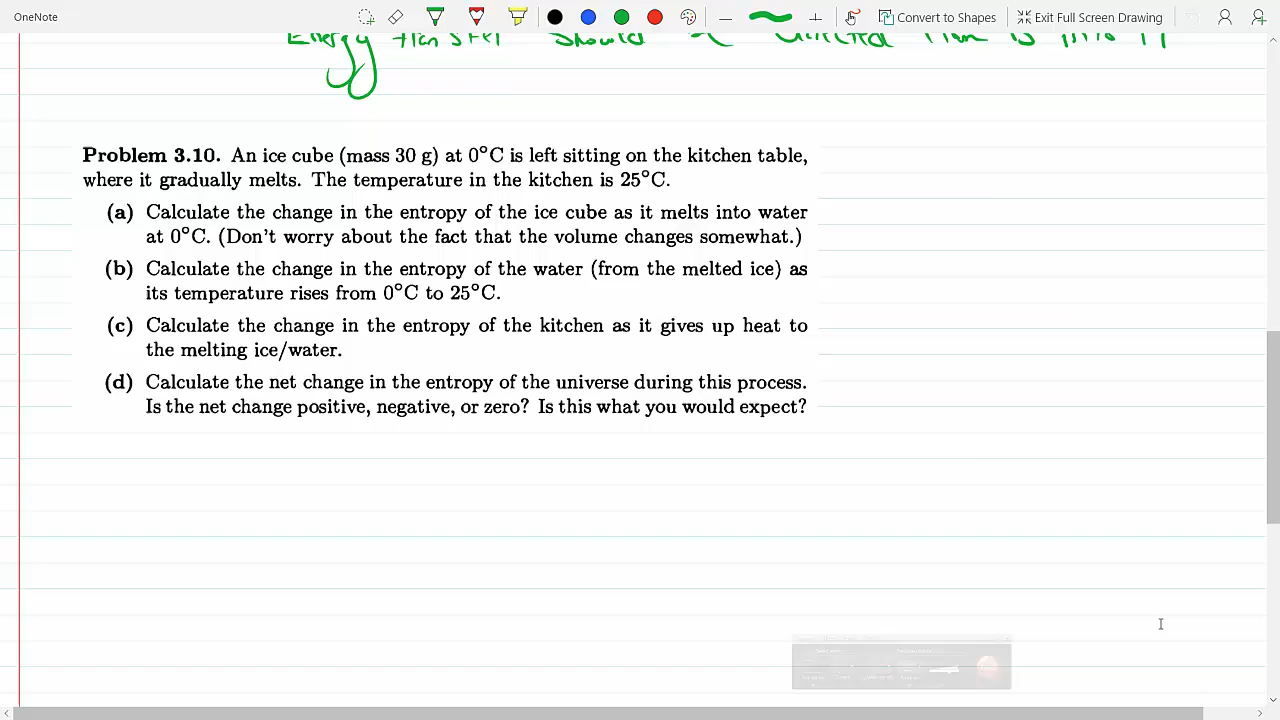 OneNote
Convert to Shapes
Exit Full Screen Drawing
Energy Should
Problem 3.10. An ice cube (mass 30 g) at 0°C is left sitting on the kitchen table,
where it gradually melts. The temperature in the kitchen is 25°C.
(a) Calculate the change in the entropy of the ice cube as it melts into water
at 0°C. (Don't worry about the fact that the volume changes somewhat.)
(b) Calculate the change in the entropy of the water (from the melted ice) as
its temperature rises from 0°C to 25°C.
(c) Calculate the change in the entropy of the kitchen as it gives up heat to
the melting ice/water.
(d) Calculate the net change in the entropy of the universe during this process.
Is the net change positive, negative, or zero? Is this what you would expect?